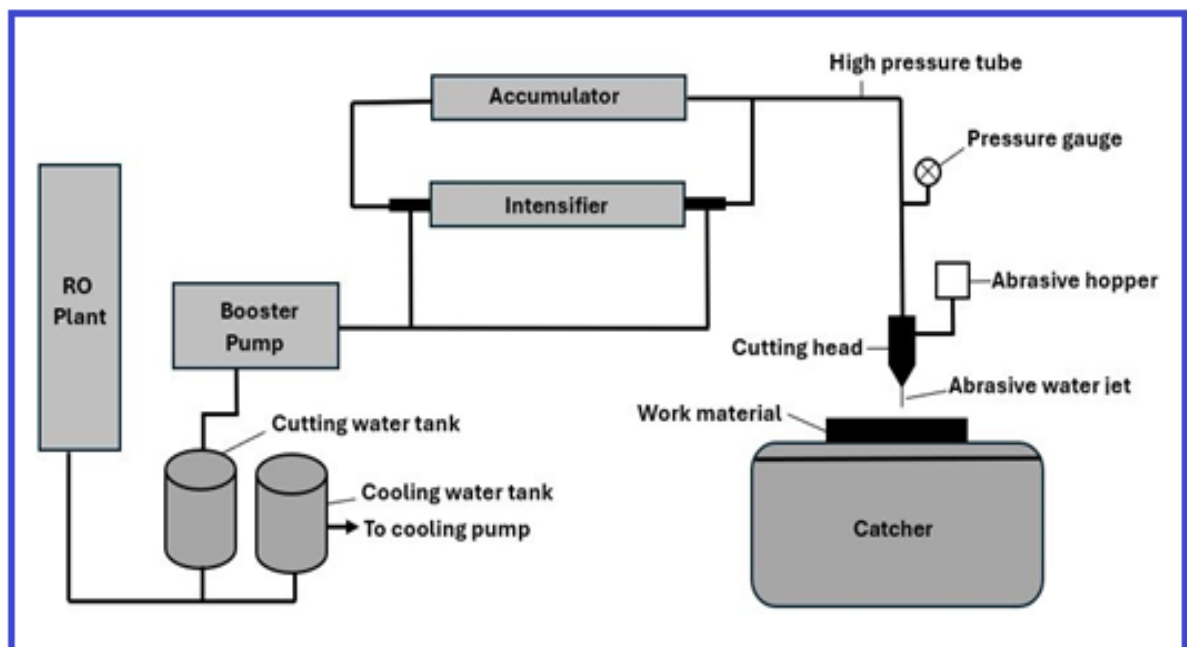 High pressure tube
Accumulator
Pressure gauge
Intensifier
RO
Plant
Abrasive hopper
Booster
Pump
Cutting head
Abrasive water jet
Work material
Cutting water tank
Cooling water tank
To cooling pump
Catcher